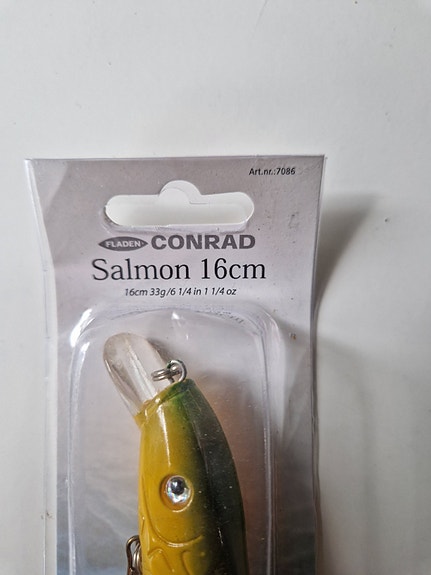 Art.nr.:7086
FLADEN CONRAD
Salmon 16cm
16cm 33g/6 1/4 in 1 1/4 oz